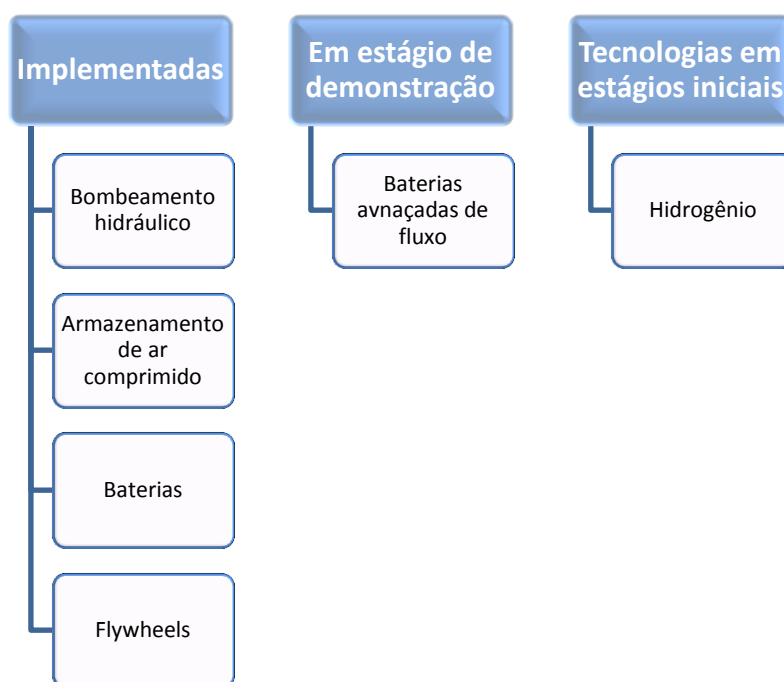 Implementadas
Bombeamento
hidráulico
Armazenamento
de ar
comprimido
Baterias
Flywheels
Em estágio de
demonstração
Baterias
avnaçadas de
fluxo
Tecnologias em
estágios iniciais
Hidrogênio